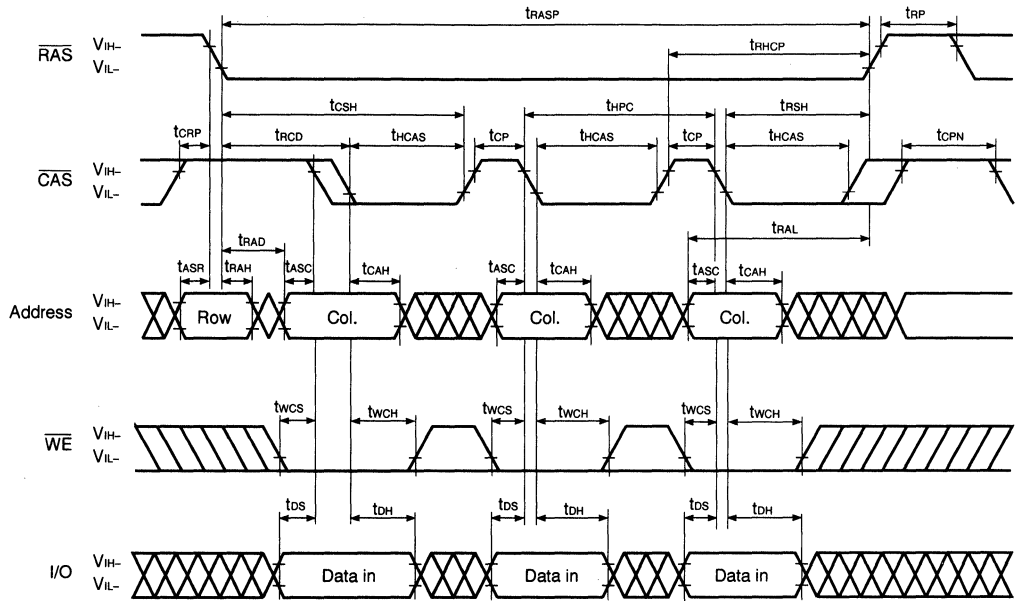 tRASP tRP
RAS VIH– VIL– tRHCP
tCSH tHPC tRSH
tCRP tRCD tHCAS tCP tHCAS tCP tHCAS tCPN
CAS VIH– VIL–
tRAD tRAL
tASR tRAH tASC tCAH tASC tCAH tASC tCAH
Address VIH– VIL– Row Col. Col. Col.
tWCS tWCH tWCS tWCH tWCS tWCH
WE VIH– VIL–
tDS tDH tDS tDH tDS tDH
I/O VIH– VIL– Data in Data in Data in